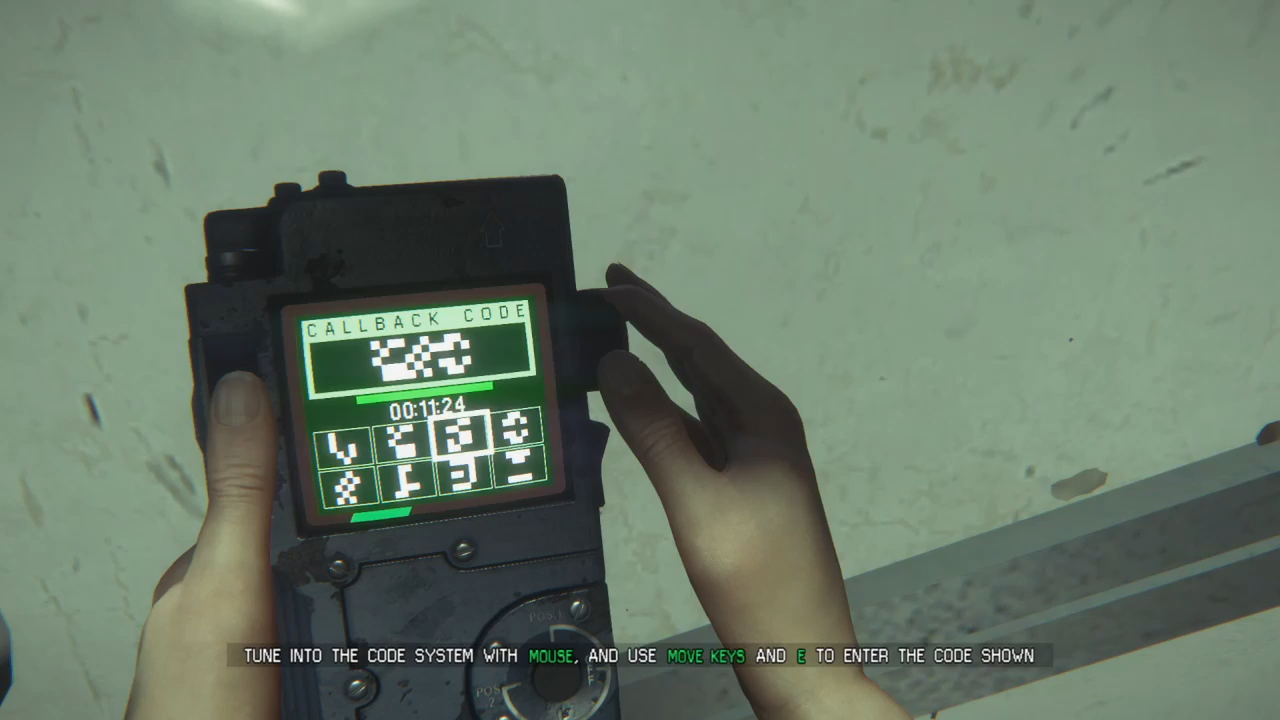 CALLBACK CODE
00:11:24
TUNE INTO THE CODE SYSTEM WITH MOUSE, AND USE MOVE KEYS AND E TO ENTER THE CODE SHOWN